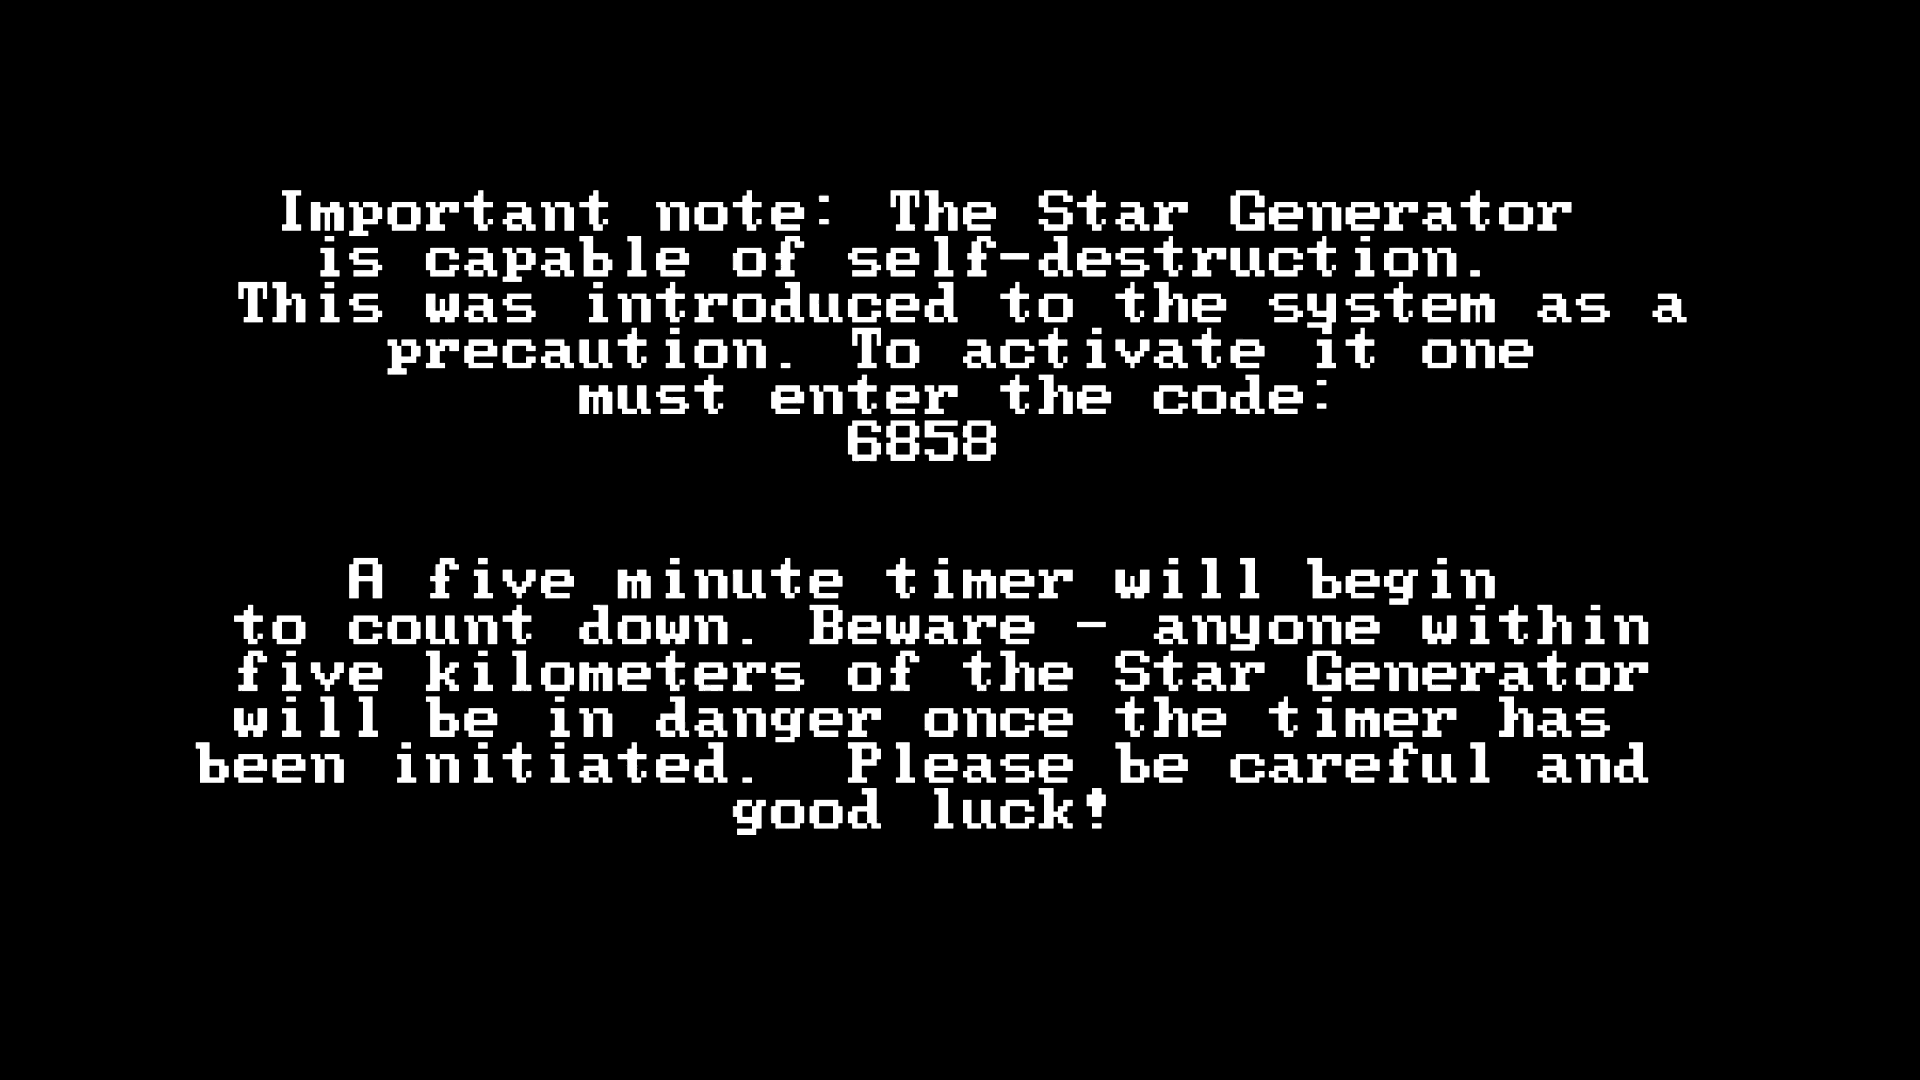 Important note: The Star Generator
is capable of self-destruction.
This was introduced to the system as a
precaution. To activate it one
must enter the code:
6858
A five minute timer will begin
to count down. Beware - anyone within
five kilometers of the Star Generator
will be in danger once the timer has
been initiated. Please be careful and
good luck!